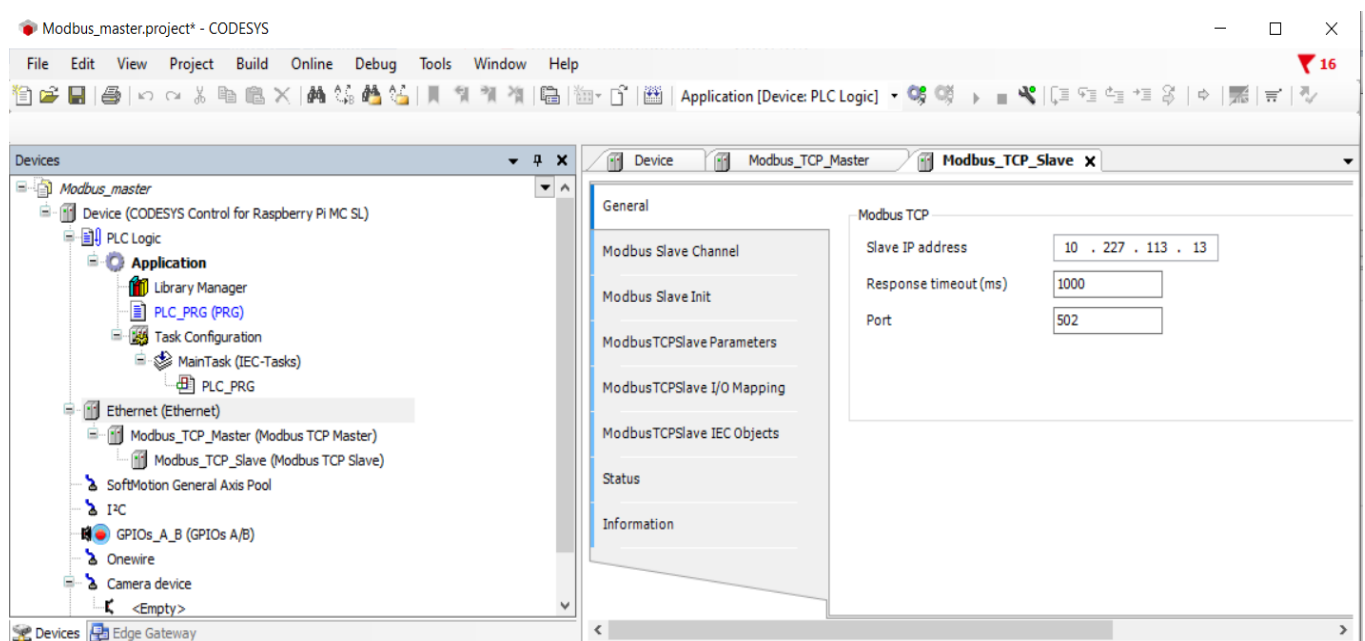 Modbus_master.project* - CODESYS
File Edit View Project Build Online Debug Tools Window Help
16
Application [Device: PLC Logic]
Devices
Modbus_master
Device (CODESYS Control for Raspberry Pi MC SL)
PLC Logic
Application
Library Manager
PLC_PRG (PRG)
Task Configuration
MainTask (IEC-Tasks)
PLC_PRG
Ethernet (Ethernet)
Modbus_TCP_Master (Modbus TCP Master)
Modbus_TCP_Slave (Modbus TCP Slave)
SoftMotion General Axis Pool
I²C
GPIOs_A_B (GPIOs A/B)
Onewire
Camera device
<Empty>
Devices Edge Gateway
Device Modbus_TCP_Master Modbus_TCP_Slave X
General
Modbus Slave Channel
Modbus Slave Init
ModbusTCPSlave Parameters
ModbusTCPSlave I/O Mapping
ModbusTCPSlave IEC Objects
Status
Information
Modbus TCP
Slave IP address 10 . 227 . 113 . 13
Response timeout (ms) 1000
Port 502